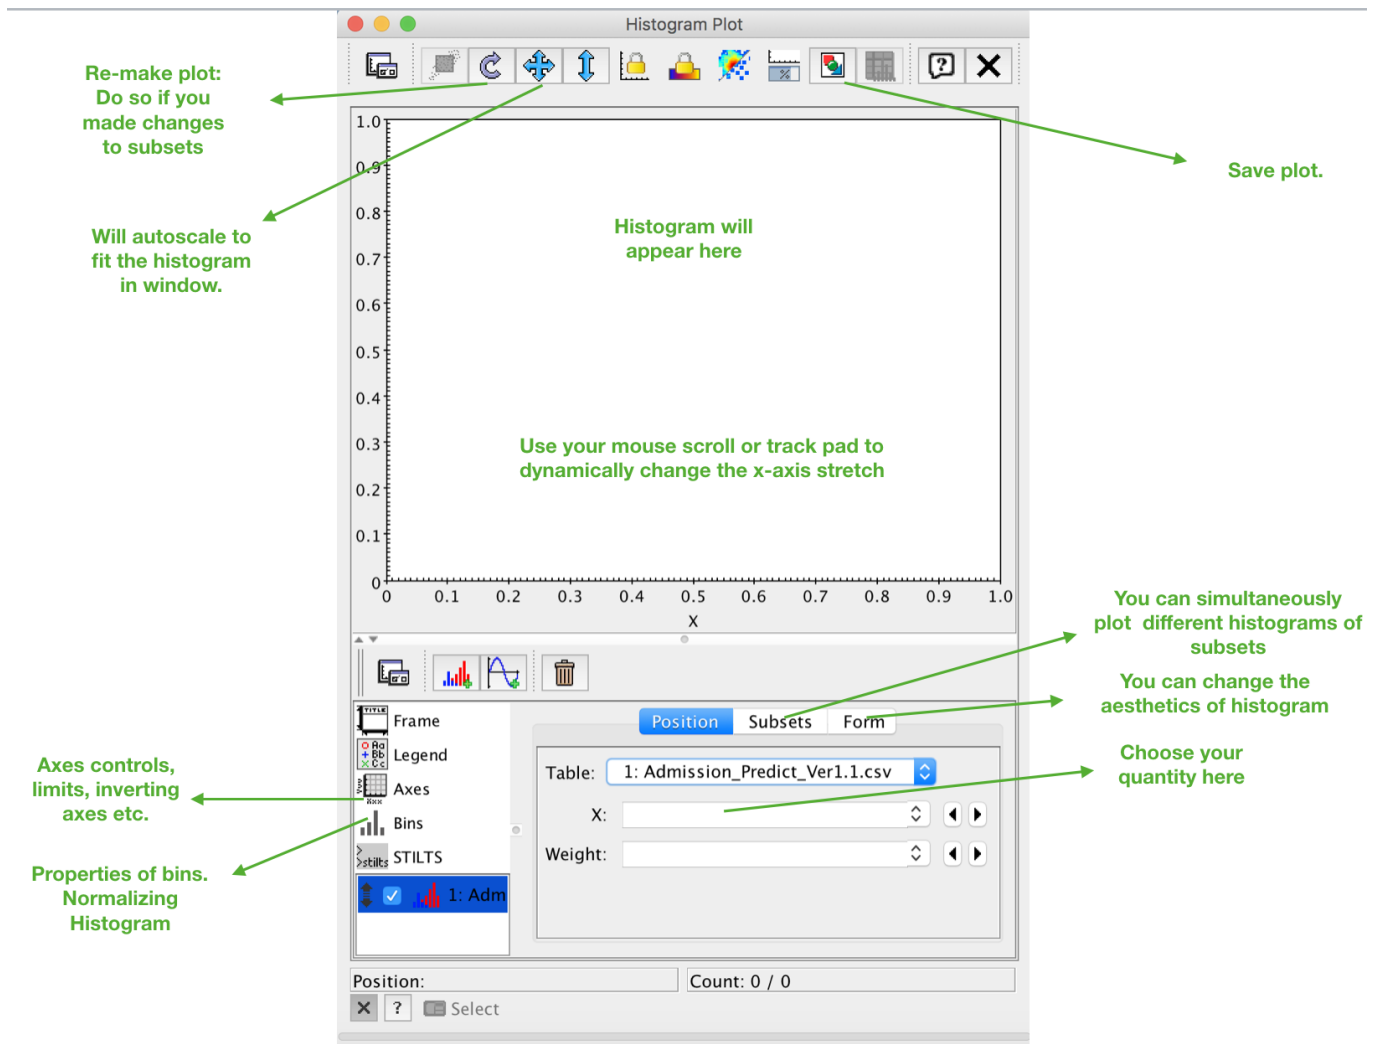 Histogram Plot
Re-make plot:
Do so if you
made changes
to subsets
Save plot.
Will autoscale to
fit the histogram
in window.
1.0
0.9
0.8
0.7
0.6
0.5
0.4
0.3
0.2
0.1
0
Histogram will
appear here
Use your mouse scroll or track pad to
dynamically change the x-axis stretch
0 0.1 0.2 0.3 0.4 0.5 0.6 0.7 0.8 0.9 1.0
X
You can simultaneously
plot different histograms of
subsets
You can change the
aesthetics of histogram
Choose your
quantity here
Axes controls,
limits, inverting
axes etc.
Properties of bins.
Normalizing
Histogram
TITLE
Frame
Aa
Bb
Cc
Legend
Axes
Bins
>stilts STILTS
1: Adm
Position Subsets Form
Table: 1: Admission_Predict_Ver1.1.csv
X:
Weight:
Position:
Count: 0 / 0
? Select